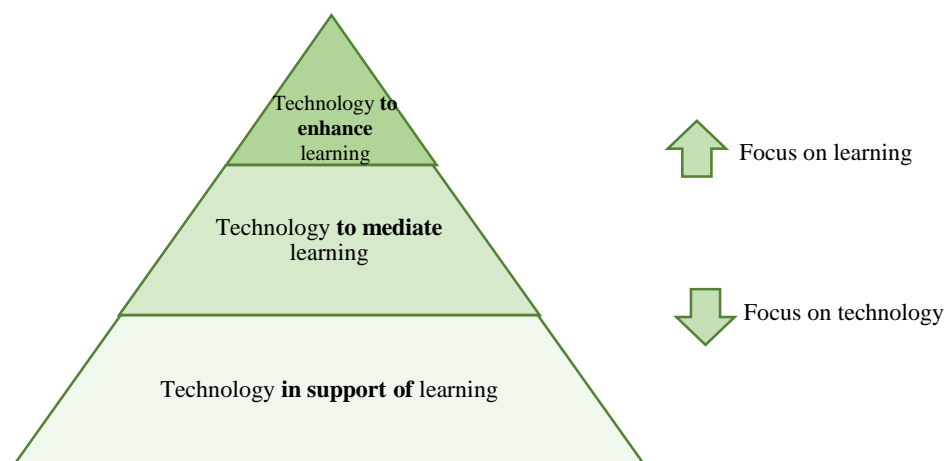 Technology to
enhance
learning
Focus on learning
Technology to mediate
learning
Focus on technology
Technology in support of learning